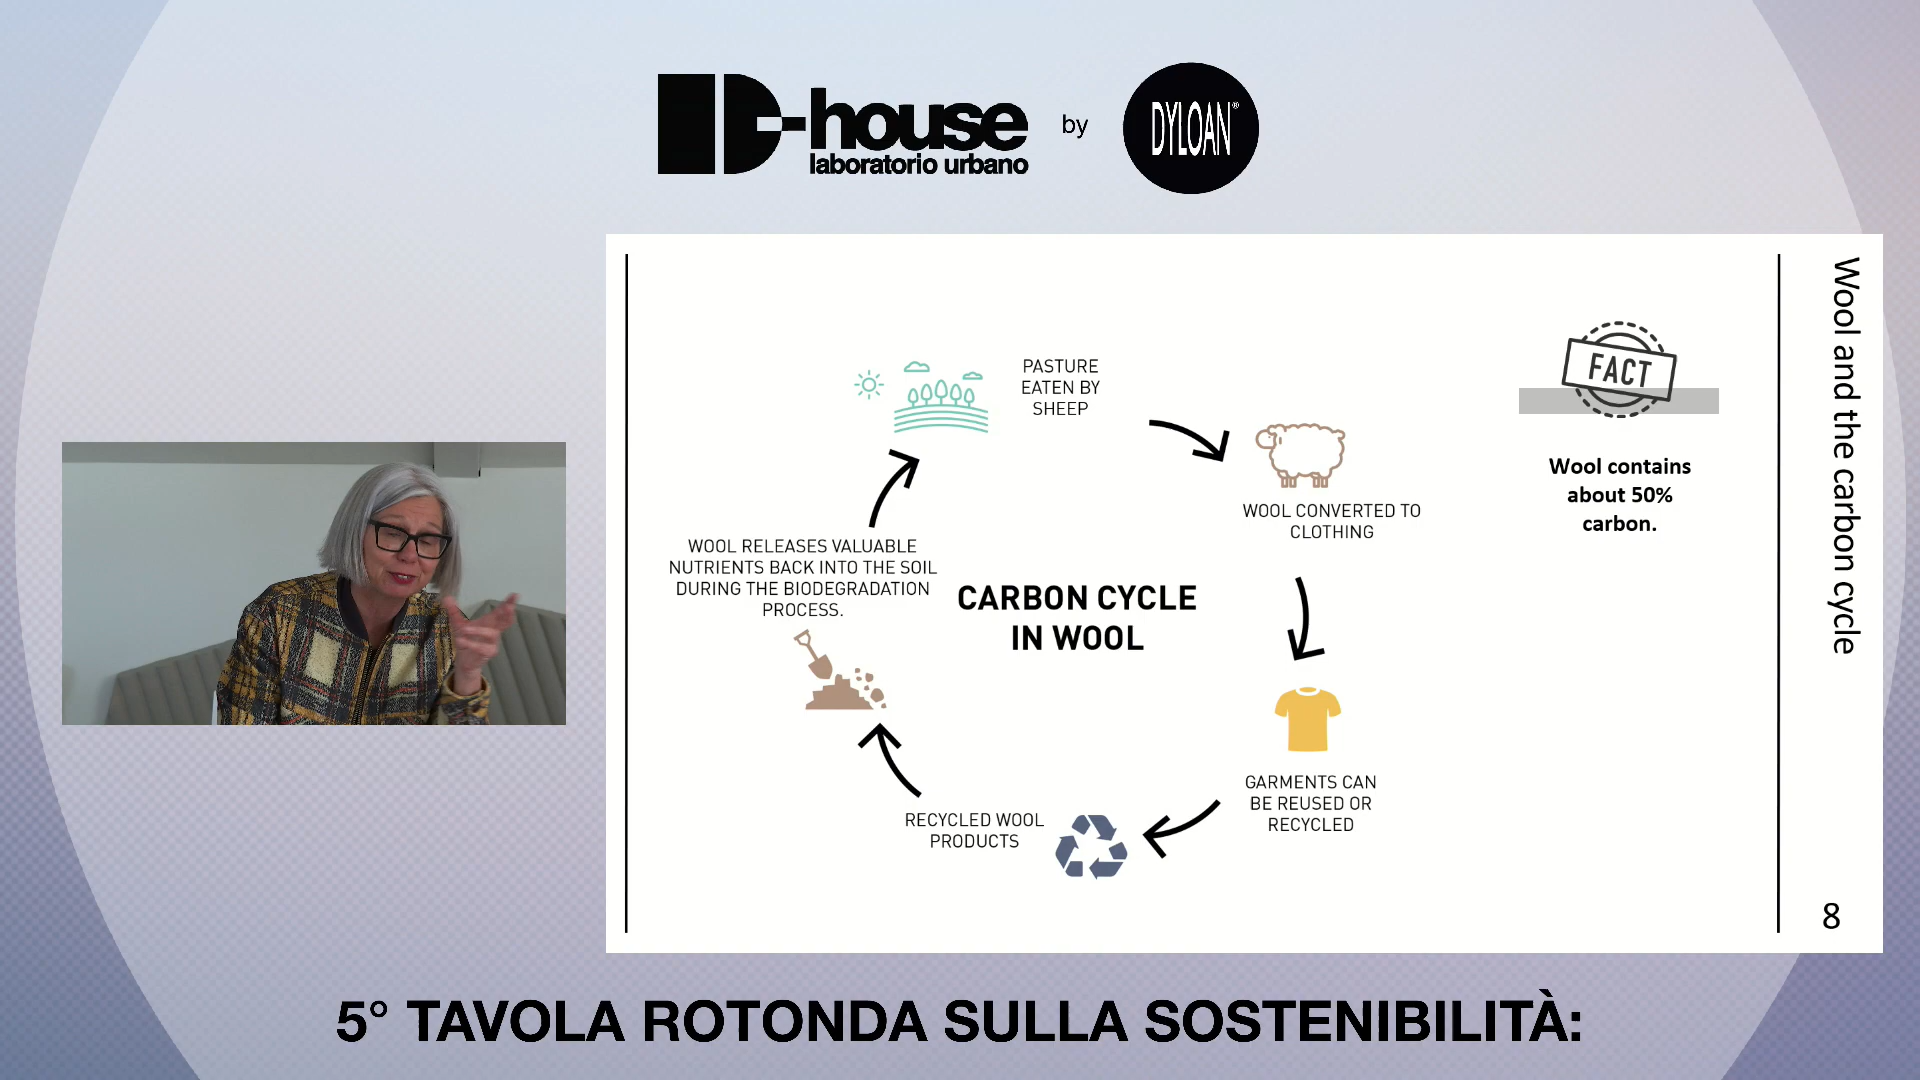 D-house
laboratorio urbano
by
DYLOAN®
PASTURE
EATEN BY
SHEEP
WOOL CONVERTED TO
CLOTHING
GARMENTS CAN
BE REUSED OR
RECYCLED
RECYCLED WOOL
PRODUCTS
WOOL RELEASES VALUABLE
NUTRIENTS BACK INTO THE SOIL
DURING THE BIODEGRADATION
PROCESS.
CARBON CYCLE
IN WOOL
FACT
Wool contains
about 50%
carbon.
Wool and the carbon cycle
8
5° TAVOLA ROTONDA SULLA SOSTENIBILITÀ: